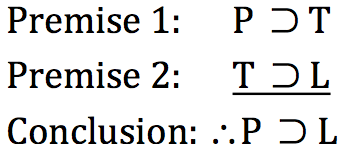 Premise 1: P ⊃ T
Premise 2: T ⊃ L
Conclusion: ∴P ⊃ L